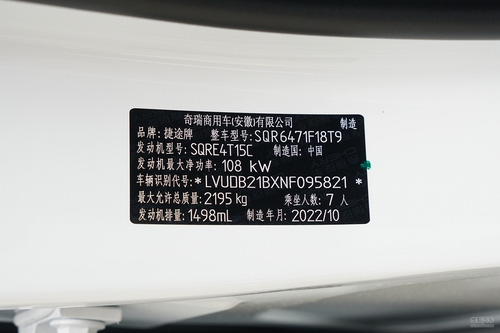 奇瑞商用车(安徽)有限公司 制造
品牌：捷途牌 整车型号：SQR6471F18T9
发动机型号：SQRE4T15C 制造国：中国
发动机最大净功率：108 kW
车辆识别代号：*LVUDB21BXNF095821*
最大允许总质量：2195 kg 乘坐人数：7 人
发动机排量：1498mL 制造年月：2022/10